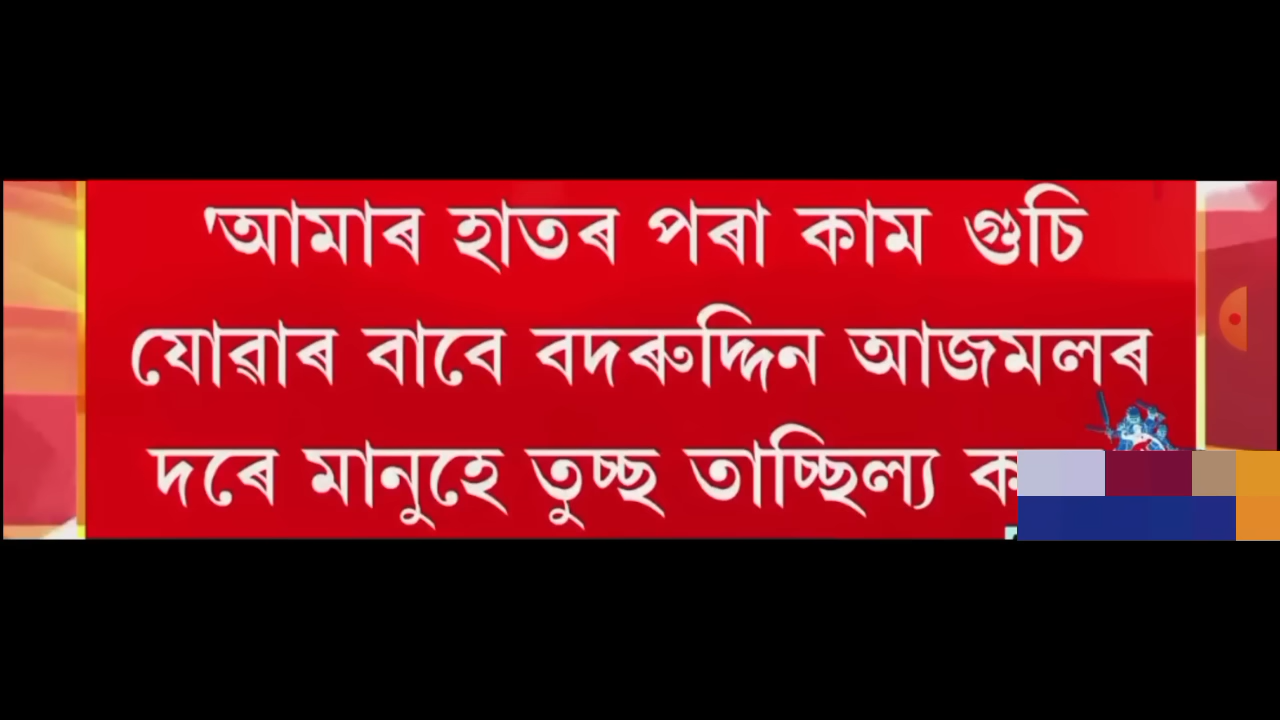 'আমাৰ হাতৰ পৰা কাম গুচি
যোৱাৰ বাবে বদৰুদ্দিন আজমলৰ
দৰে মানুহে তুচ্ছ তাচ্ছিল্য